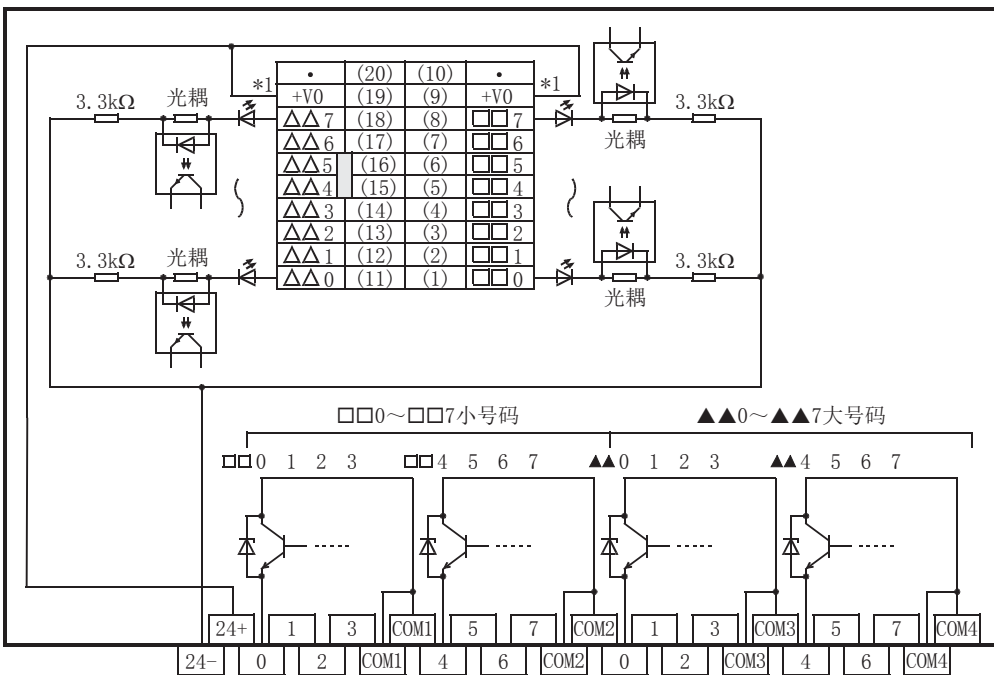 • (20) (10) •
*1 +V0 (19) (9) +V0 *1
3.3kΩ 光耦 △△7 (18) (8) □□7 光耦 3.3kΩ
△△6 (17) (7) □□6
△△5 (16) (6) □□5
△△4 (15) (5) □□4
△△3 (14) (4) □□3
△△2 (13) (3) □□2
△△1 (12) (2) □□1
3.3kΩ 光耦 △△0 (11) (1) □□0 光耦 3.3kΩ
□□0～□□7小号码 ▲▲0～▲▲7大号码
□□0 1 2 3 □□4 5 6 7 ▲▲0 1 2 3 ▲▲4 5 6 7
24+ 1 3 COM1 5 7 COM2 1 3 COM3 5 7 COM4
24- 0 2 COM1 4 6 COM2 0 2 COM3 4 6 COM4